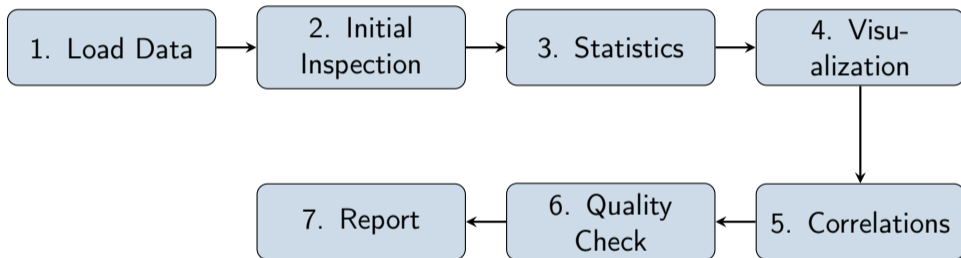 1. Load Data
2. Initial
Inspection
3. Statistics
4. Visu-
alization
5. Correlations
6. Quality
Check
7. Report